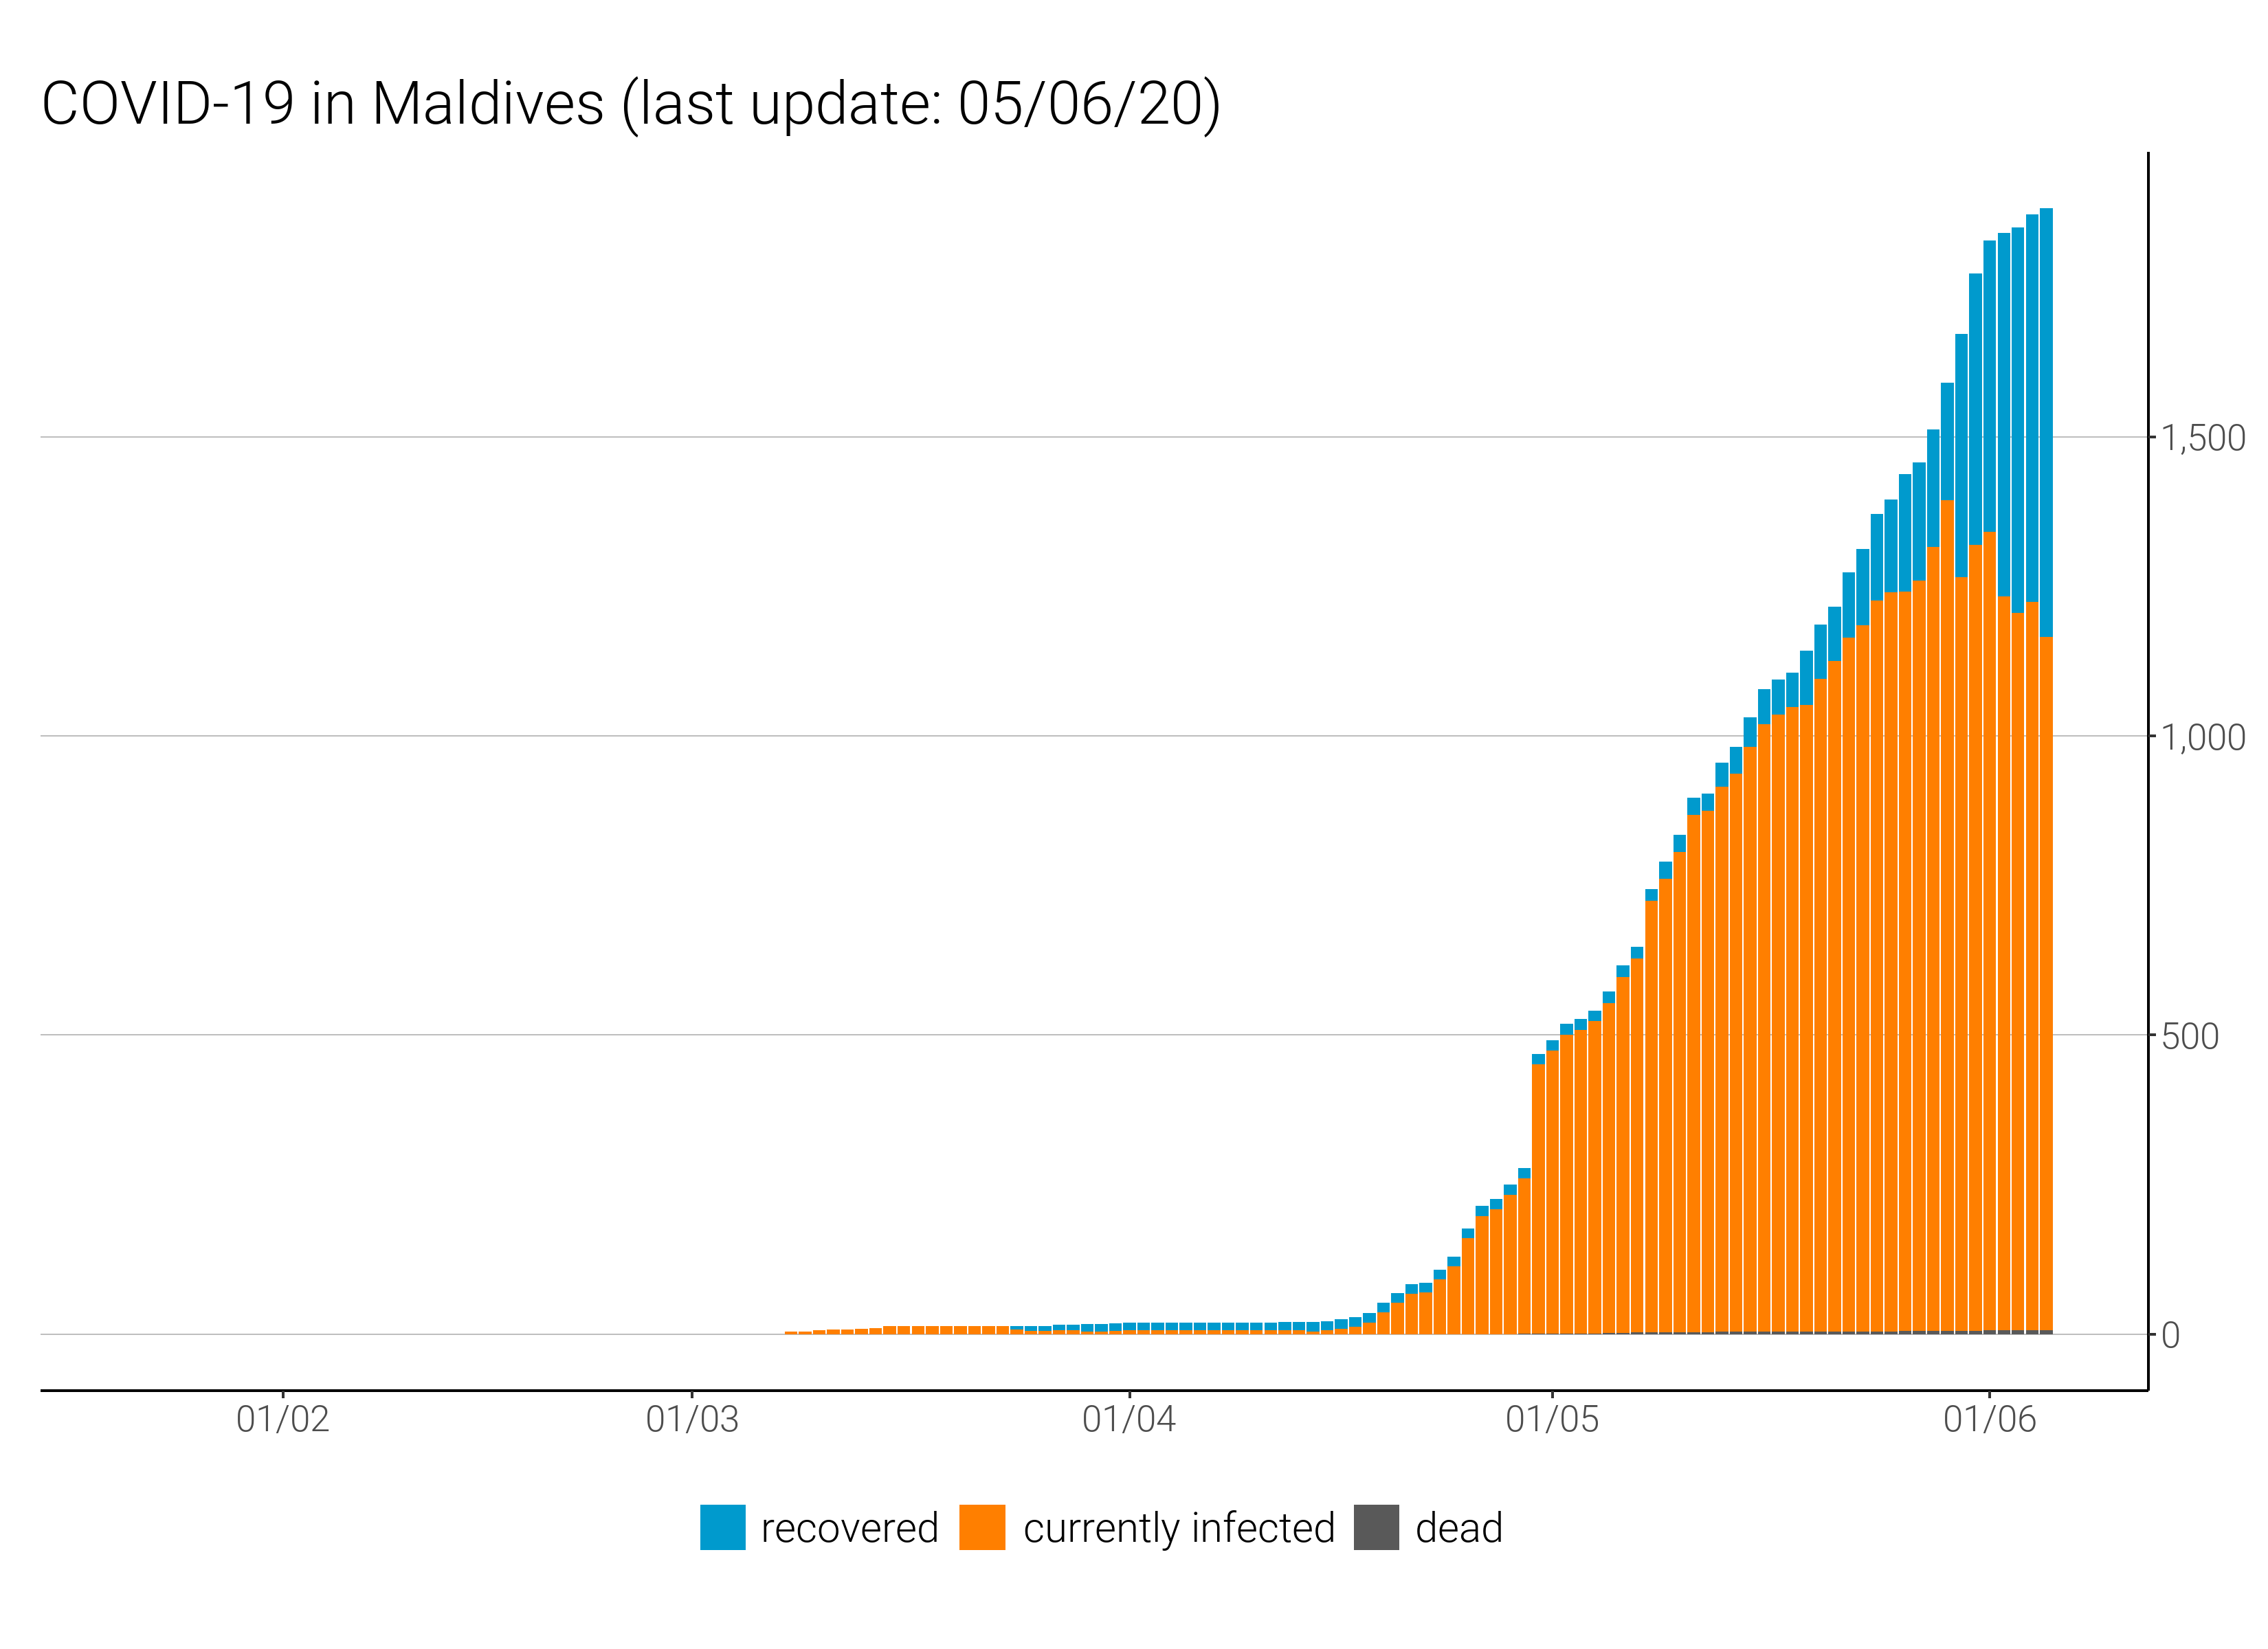 COVID-19 in Maldives (last update: 05/06/20)
1,500
1,000
500
0
01/02 01/03 01/04 01/05 01/06
recovered currently infected dead